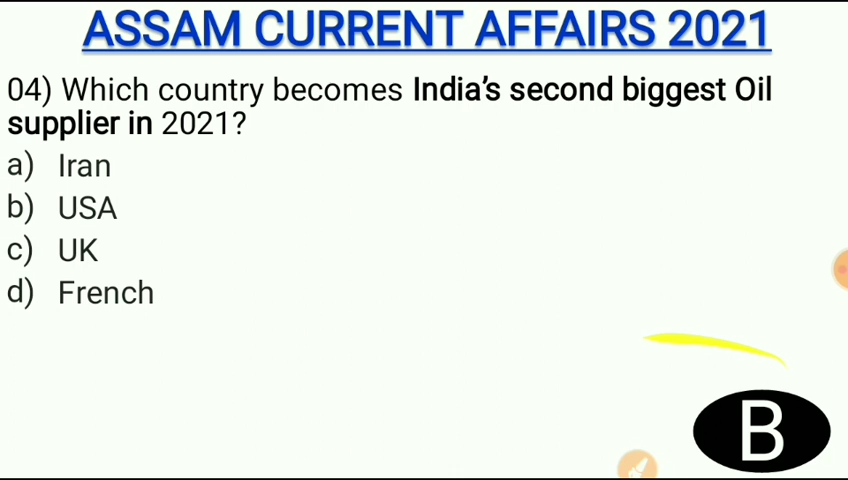 ASSAM CURRENT AFFAIRS 2021
04) Which country becomes India's second biggest Oil
supplier in 2021?
a) Iran
b) USA
c) UK
d) French
B